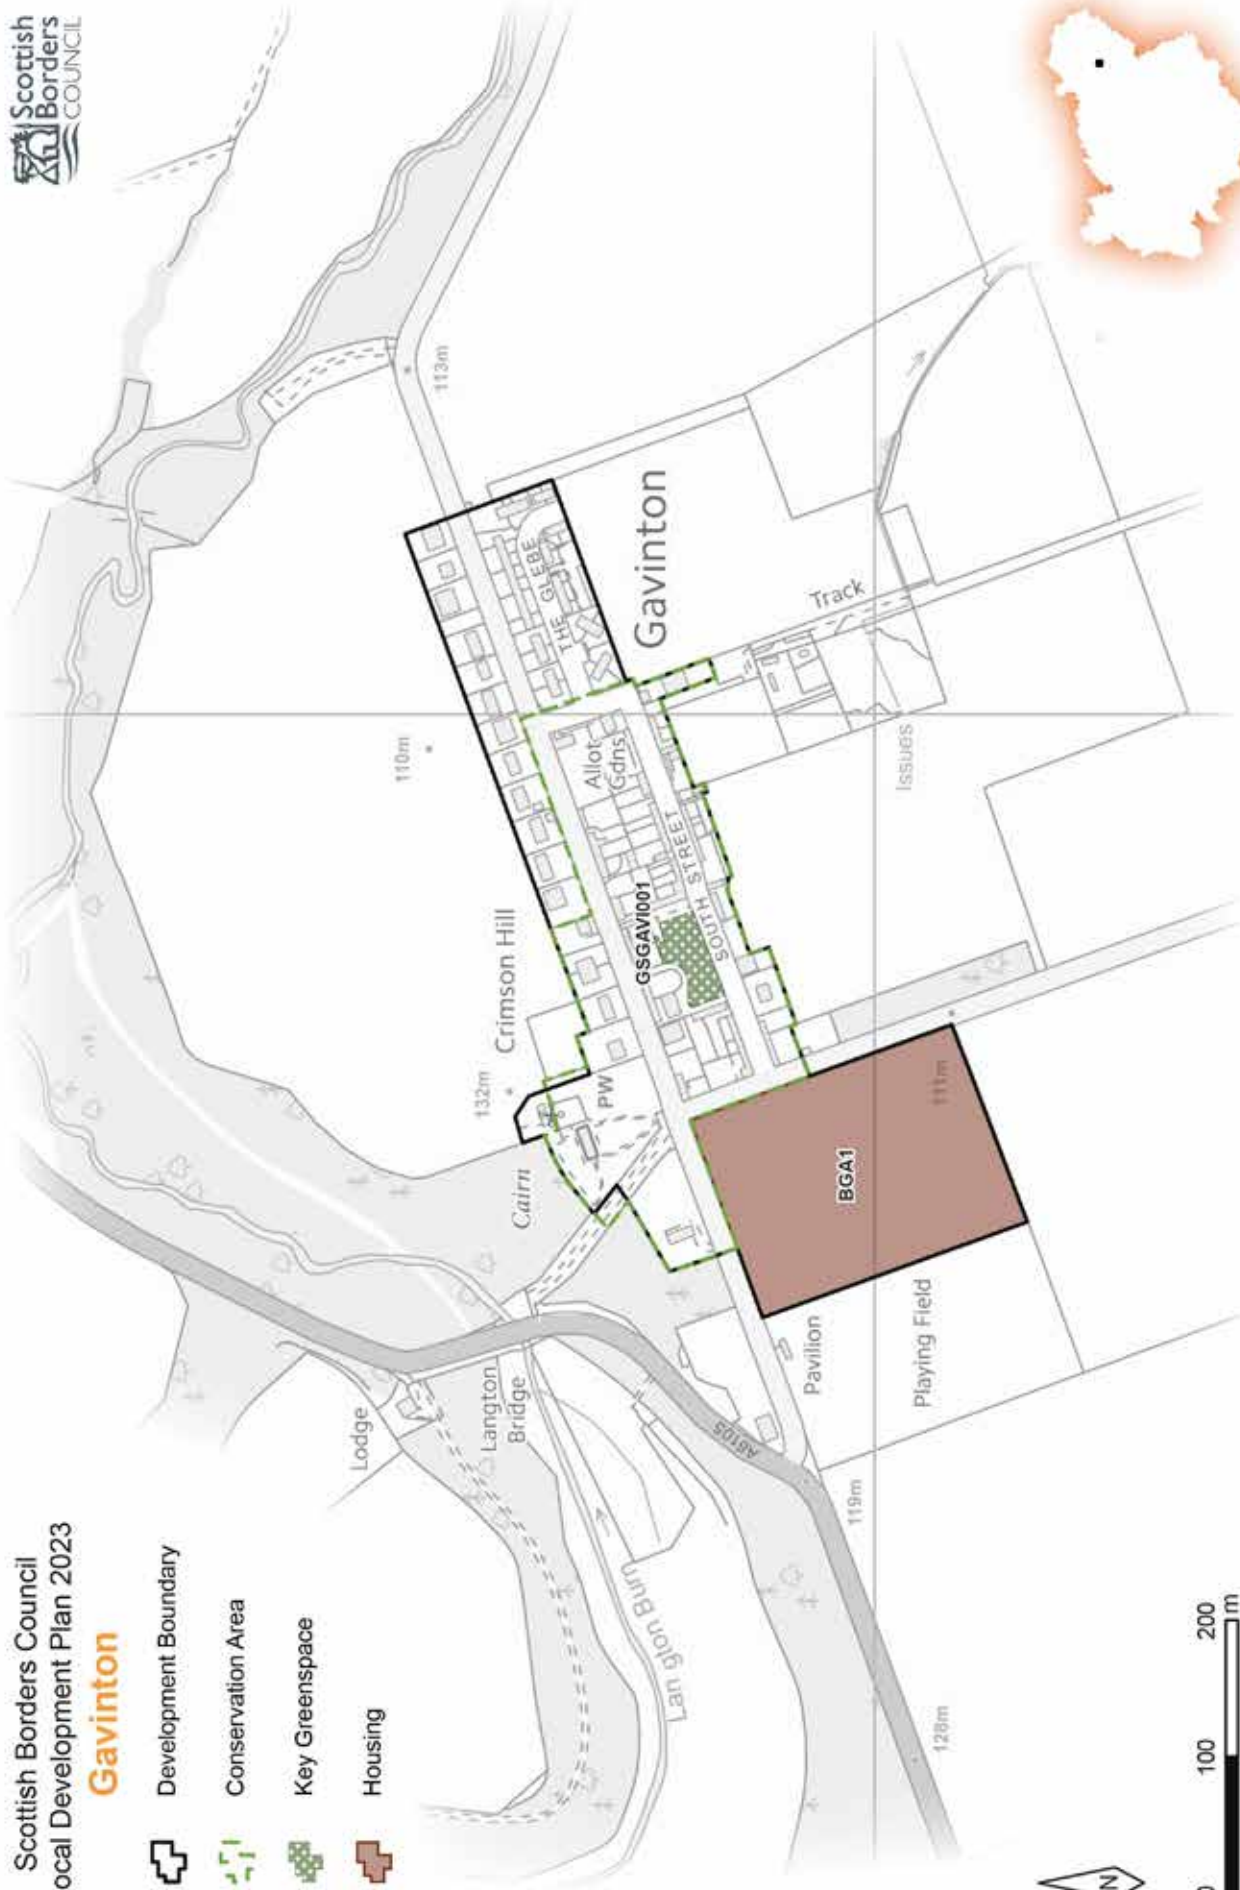 Scottish
Borders
COUNCIL
Scottish Borders Council
ocal Development Plan 2023
Gavinton
Development Boundary
Conservation Area
Key Greenspace
Housing
Lodge
Langton
Bridge
Lan gton Burn
A6105
119m
128m
Pavilion
Playing Field
Cairn
132m
Crimson Hill
PW
BGA1
111m
GSGAVI001
SOUTH STREET
Allot
Gdns
110m
THE GLEBE
Gavinton
113m
Track
Issues
N
0
100
200
m